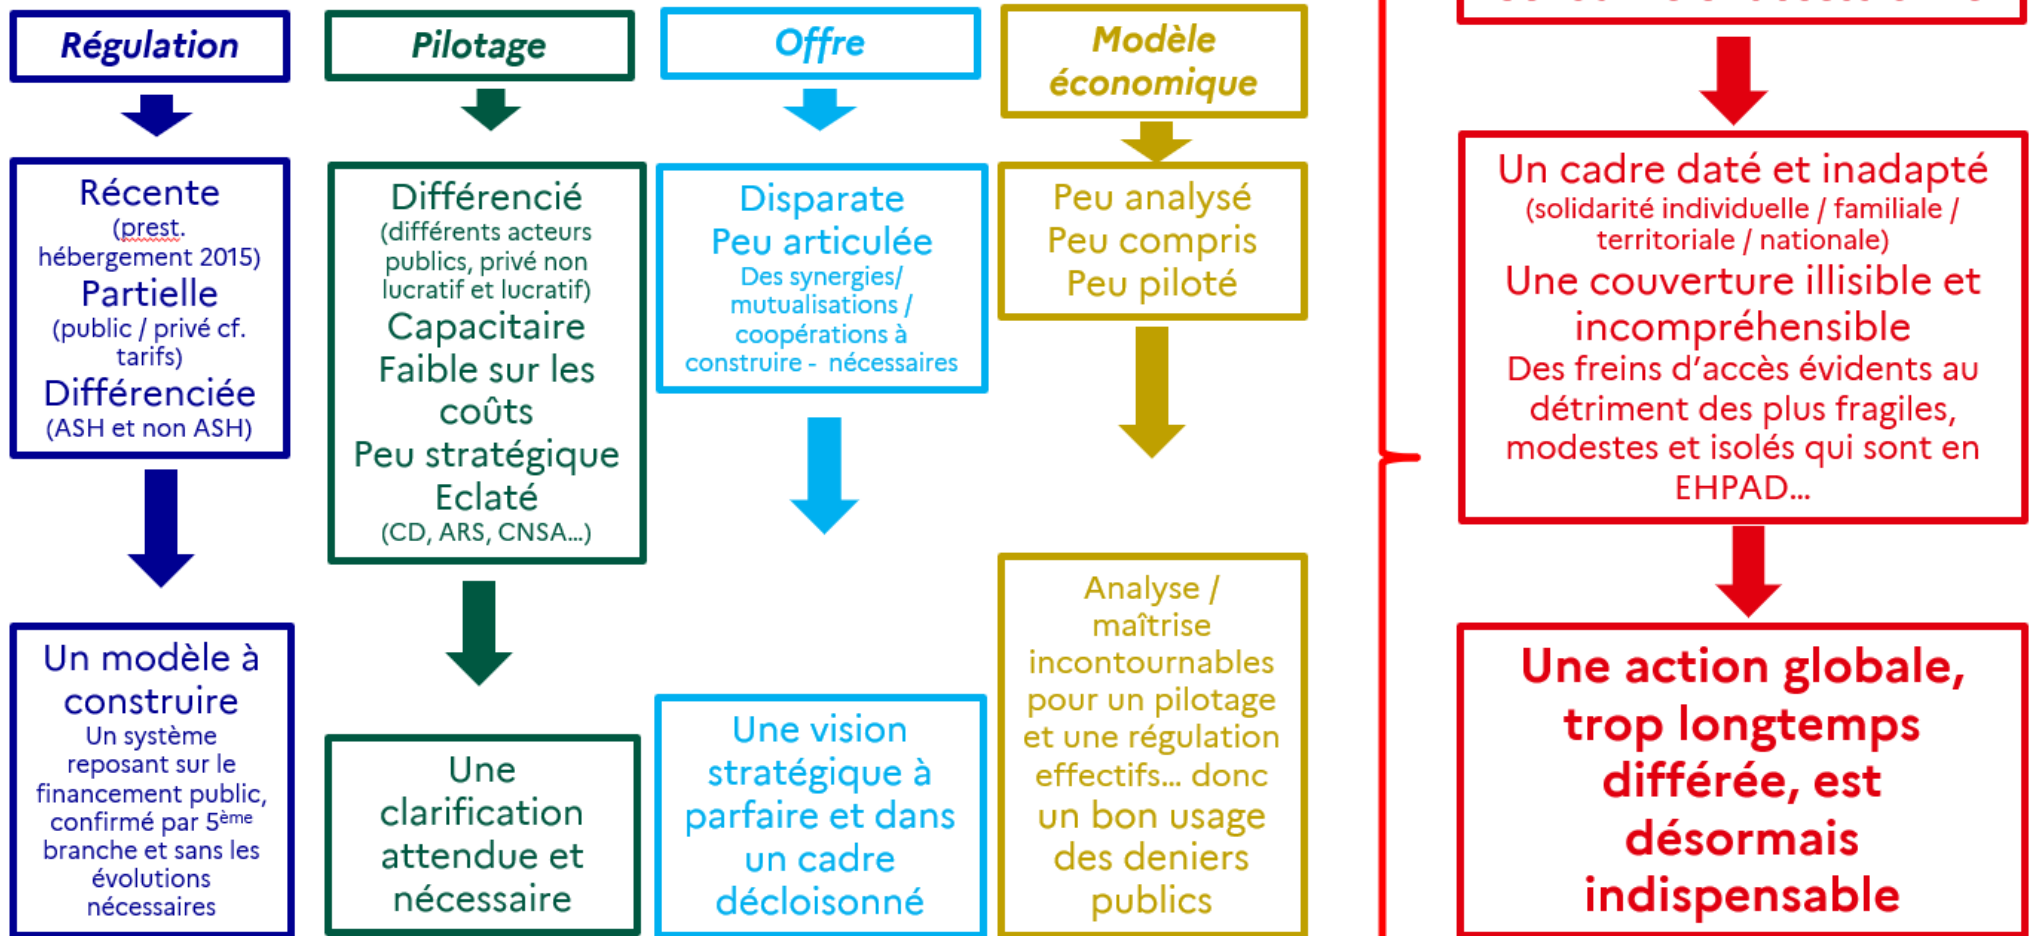 Régulation
Récente
(prest.
hébergement 2015)
Partielle
(public / privé cf.
tarifs)
Différenciée
(ASH et non ASH)
Un modèle à
construire
Un système
reposant sur le
financement public,
confirmé par 5ème
branche et sans les
évolutions
nécessaires
Pilotage
Différencié
(différents acteurs
publics, privé non
lucratif et lucratif)
Capacitaire
Faible sur les
coûts
Peu stratégique
Eclaté
(CD, ARS, CNSA...)
Une
clarification
attendue et
nécessaire
Offre
Disparate
Peu articulée
Des synergies/
mutualisations /
coopérations à
construire - nécessaires
Une vision
stratégique à
parfaire et dans
un cadre
décloisonné
Modèle
économique
Peu analysé
Peu compris
Peu piloté
Analyse /
maîtrise
incontournables
pour un pilotage
et une régulation
effectifs... donc
un bon usage
des deniers
publics
Un cadre daté et inadapté
(solidarité individuelle / familiale /
territoriale / nationale)
Une couverture illisible et
incompréhensible
Des freins d’accès évidents au
détriment des plus fragiles,
modestes et isolés qui sont en
EHPAD...
Une action globale,
trop longtemps
différée, est
désormais
indispensable